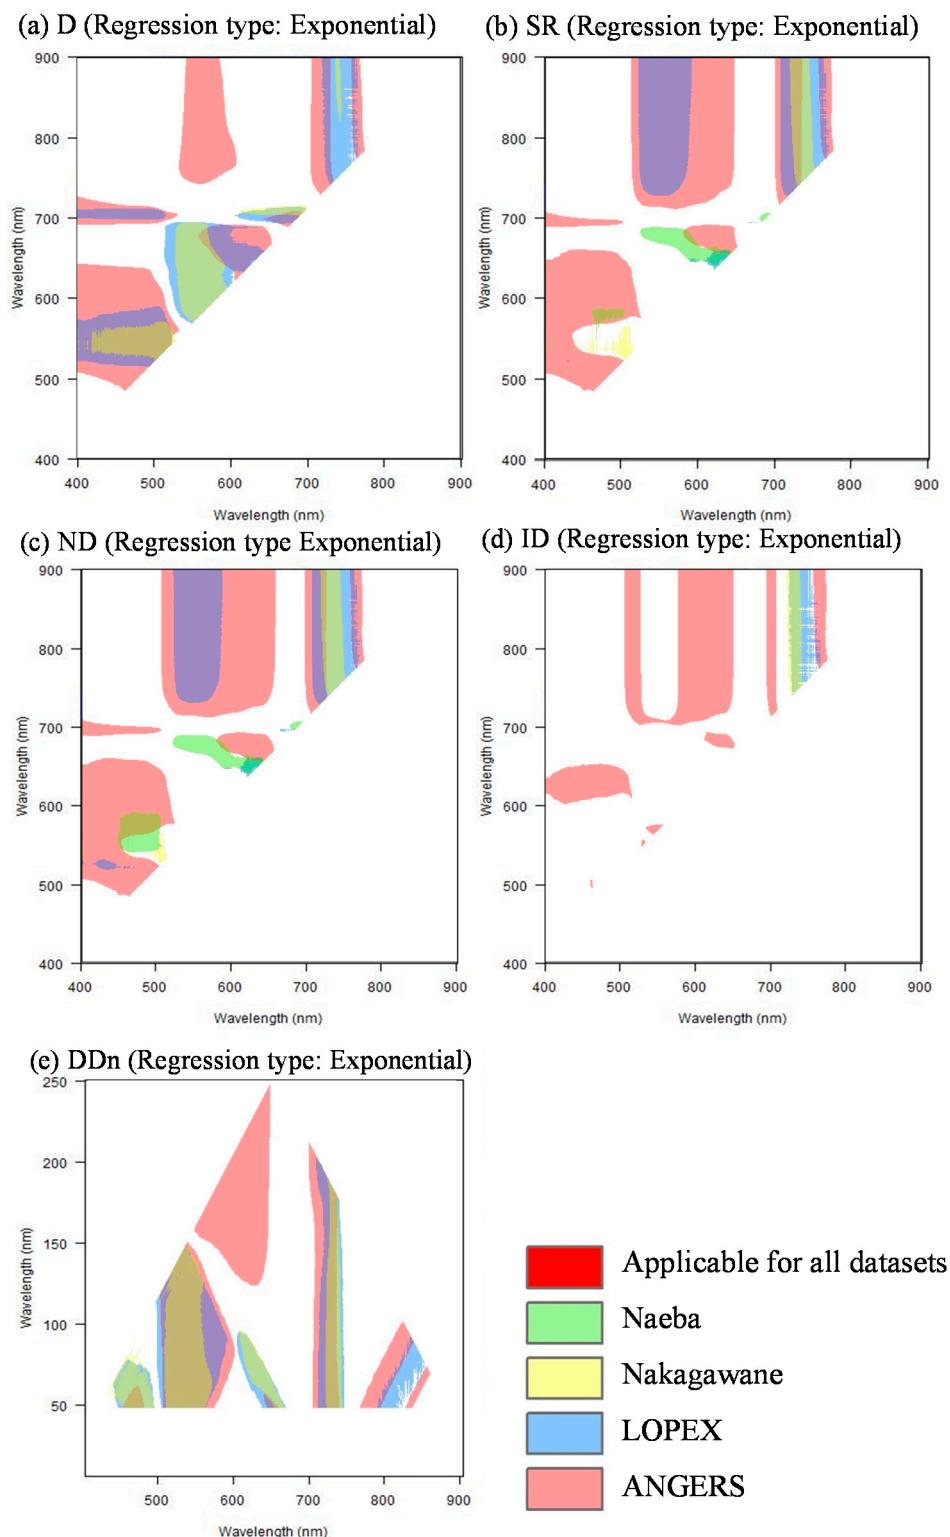 (a) D (Regression type: Exponential)
(b) SR (Regression type: Exponential)
900
800
700
600
500
400
Wavelength (nm)
400 500 600 700 800 900
Wavelength (nm)
900
800
700
600
500
400
Wavelength (nm)
400 500 600 700 800 900
Wavelength (nm)
(c) ND (Regression type Exponential)
(d) ID (Regression type: Exponential)
900
800
700
600
500
400
Wavelength (nm)
400 500 600 700 800 900
Wavelength (nm)
900
800
700
600
500
400
Wavelength (nm)
400 500 600 700 800 900
Wavelength (nm)
(e) DDn (Regression type: Exponential)
250
200
150
100
50
Wavelength (nm)
500 600 700 800 900
Wavelength (nm)
Applicable for all datasets
Naeba
Nakagawane
LOPEX
ANGERS